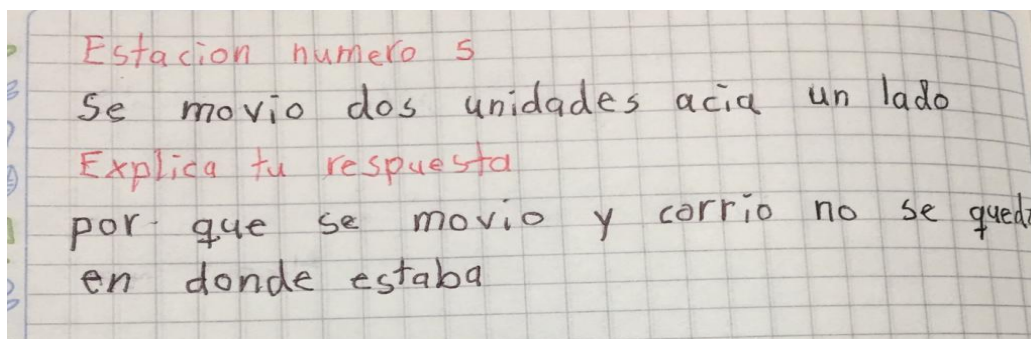 Estacion numero 5
Se movio dos unidades acia un lado
Explica tu respuesta
por que se movio y corrio no se queda
en donde estaba